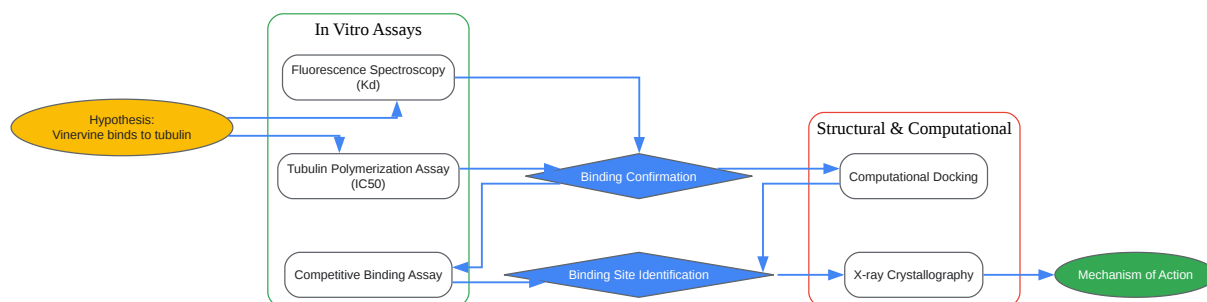 In Vitro Assays
Fluorescence Spectroscopy
(Kd)
Hypothesis:
Vinervine binds to tubulin
Structural & Computational
Tubulin Polymerization Assay
(IC50)
Binding Confirmation
Computational Docking
Competitive Binding Assay
Binding Site Identification
X-ray Crystallography
Mechanism of Action